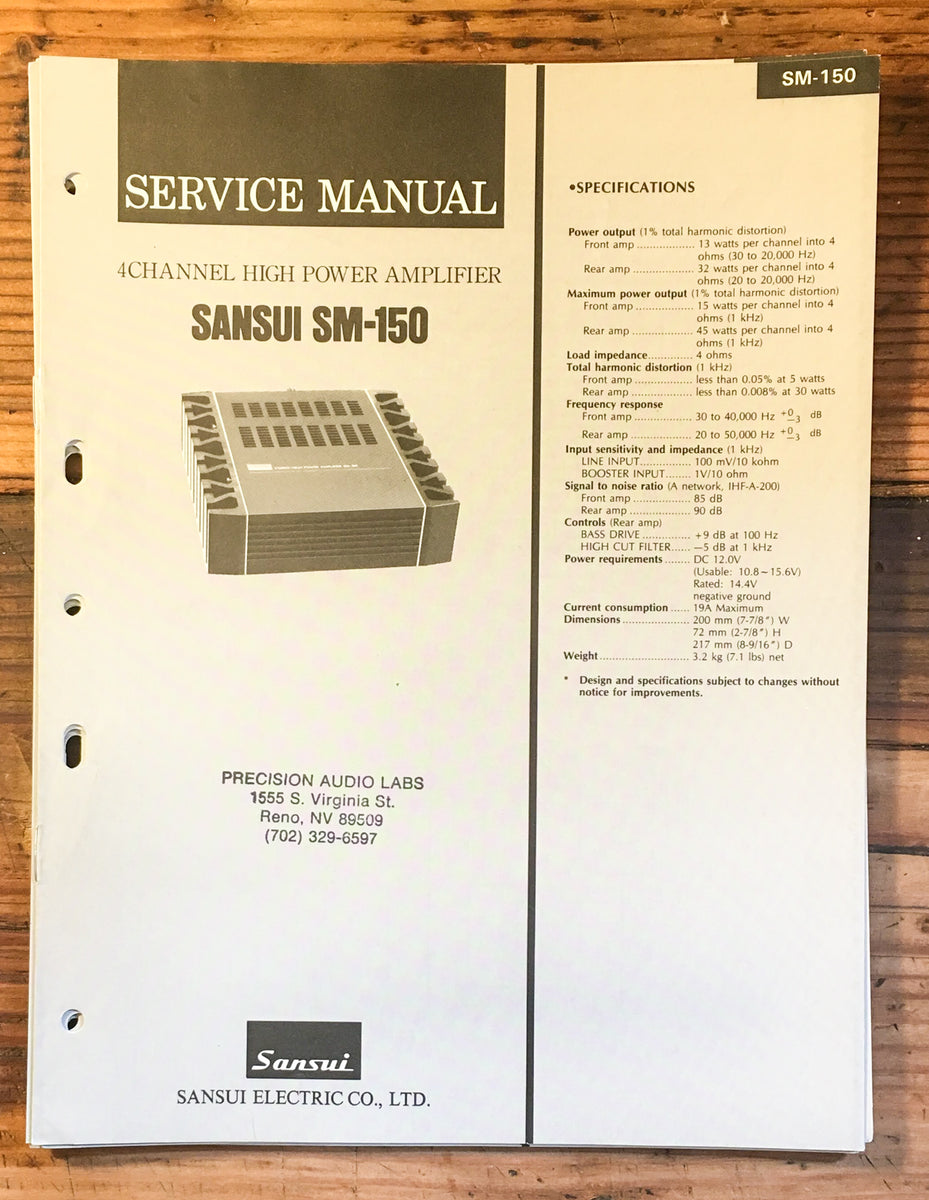 SERVICE MANUAL
4CHANNEL HIGH POWER AMPLIFIER
SANSUI SM-150
PRECISION AUDIO LABS
1555 S. Virginia St.
Reno, NV 89509
(702) 329-6597
Sansui
SANSUI ELECTRIC CO., LTD.
SM-150
•SPECIFICATIONS
Power output (1% total harmonic distortion)
Front amp .................. 13 watts per channel into 4
ohms (30 to 20,000 Hz)
Rear amp ................... 32 watts per channel into 4
ohms (20 to 20,000 Hz)
Maximum power output (1% total harmonic distortion)
Front amp .................. 15 watts per channel into 4
ohms (1 kHz)
Rear amp ................... 45 watts per channel into 4
ohms (1 kHz)
Load impedance.............. 4 ohms
Total harmonic distortion (1 kHz)
Front amp .................. less than 0.05% at 5 watts
Rear amp ................... less than 0.008% at 30 watts
Frequency response
Front amp .................. 30 to 40,000 Hz +0 −3 dB
Rear amp ................... 20 to 50,000 Hz +0 −3 dB
Input sensitivity and impedance (1 kHz)
LINE INPUT................ 100 mV/10 kohm
BOOSTER INPUT........ 1V/10 ohm
Signal to noise ratio (A network, IHF-A-200)
Front amp .................. 85 dB
Rear amp ................... 90 dB
Controls (Rear amp)
BASS DRIVE ............... +9 dB at 100 Hz
HIGH CUT FILTER...... −5 dB at 1 kHz
Power requirements ........ DC 12.0V
(Usable: 10.8~15.6V)
Rated: 14.4V
negative ground
Current consumption ...... 19A Maximum
Dimensions ..................... 200 mm (7-7/8″) W
72 mm (2-7/8″) H
217 mm (8-9/16″) D
Weight............................ 3.2 kg (7.1 lbs) net
* Design and specifications subject to changes without
notice for improvements.